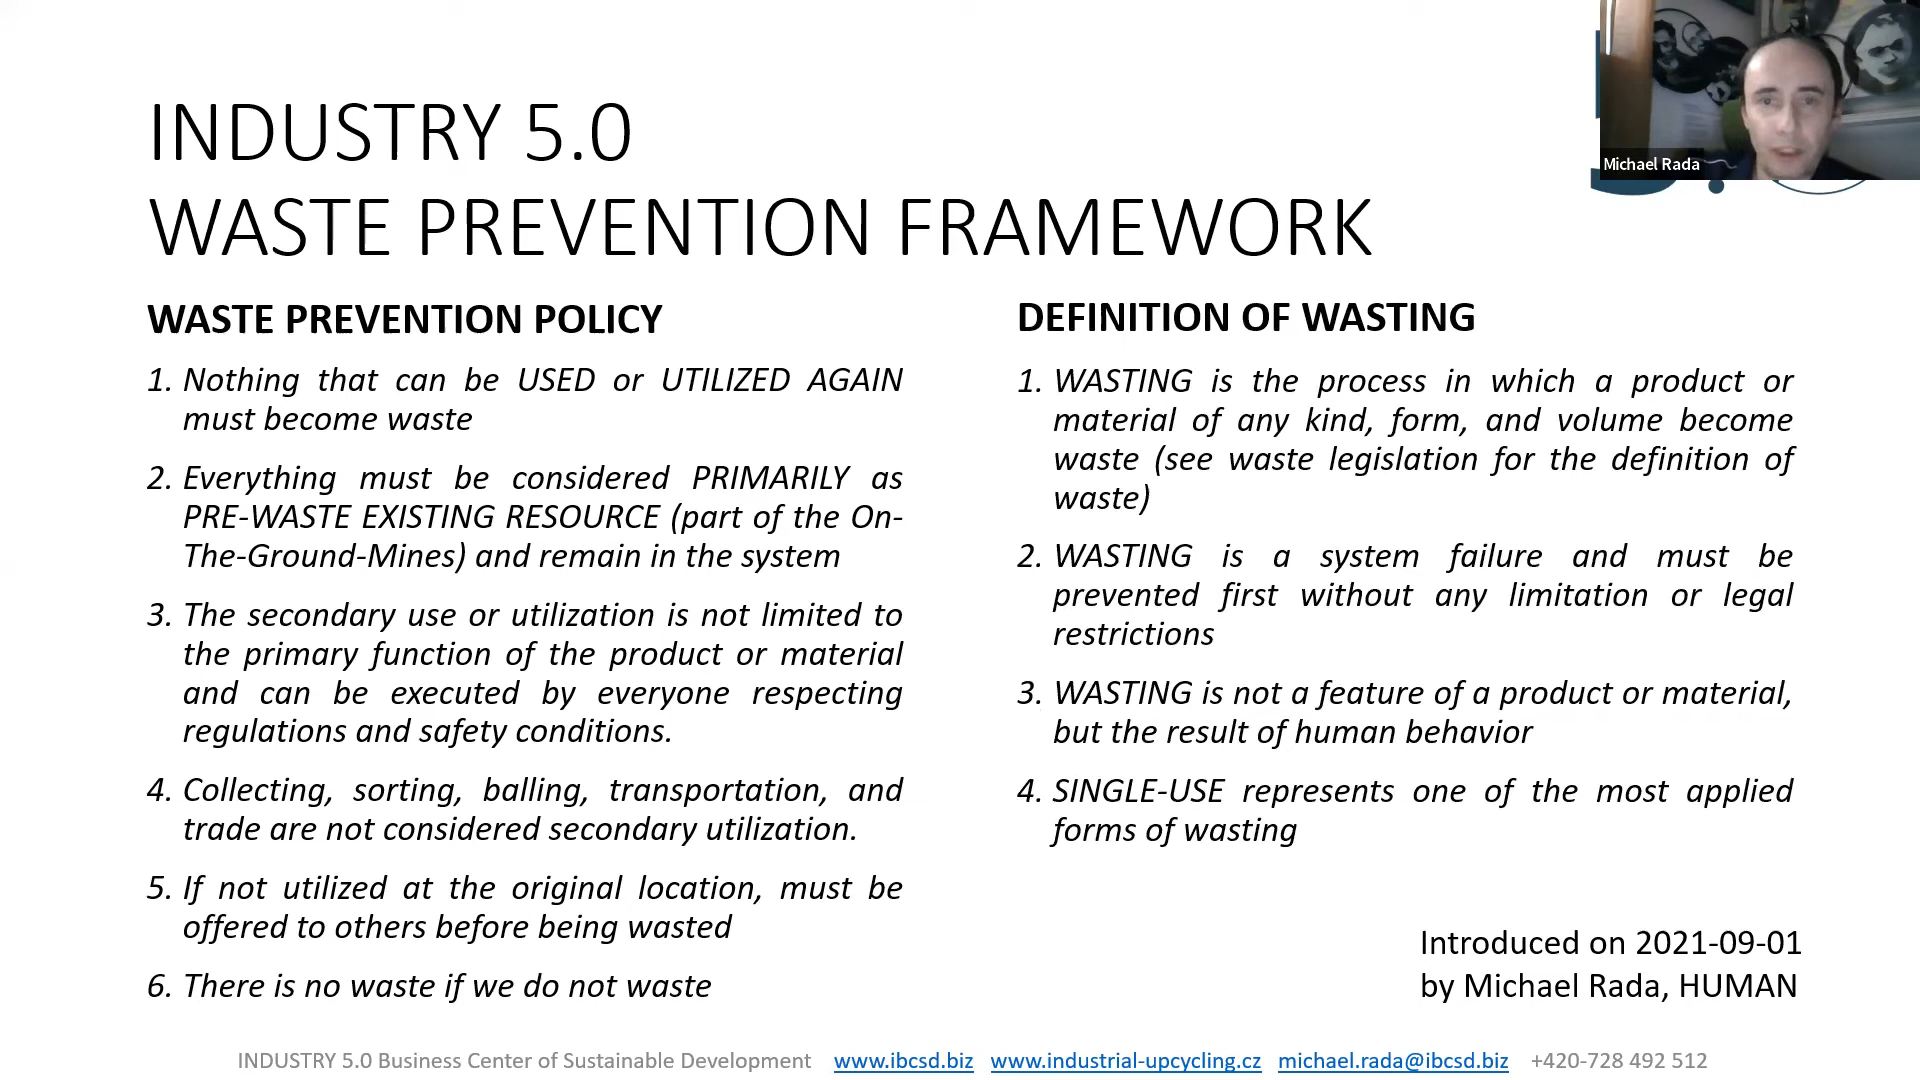 INDUSTRY 5.0
WASTE PREVENTION FRAMEWORK
Michael Rada
WASTE PREVENTION POLICY
1. Nothing that can be USED or UTILIZED AGAIN
must become waste
2. Everything must be considered PRIMARILY as
PRE-WASTE EXISTING RESOURCE (part of the On-
The-Ground-Mines) and remain in the system
3. The secondary use or utilization is not limited to
the primary function of the product or material
and can be executed by everyone respecting
regulations and safety conditions.
4. Collecting, sorting, balling, transportation, and
trade are not considered secondary utilization.
5. If not utilized at the original location, must be
offered to others before being wasted
6. There is no waste if we do not waste
DEFINITION OF WASTING
1. WASTING is the process in which a product or
material of any kind, form, and volume become
waste (see waste legislation for the definition of
waste)
2. WASTING is a system failure and must be
prevented first without any limitation or legal
restrictions
3. WASTING is not a feature of a product or material,
but the result of human behavior
4. SINGLE-USE represents one of the most applied
forms of wasting
Introduced on 2021-09-01
by Michael Rada, HUMAN
INDUSTRY 5.0 Business Center of Sustainable Development www.ibcsd.biz www.industrial-upcycling.cz michael.rada@ibcsd.biz +420-728 492 512